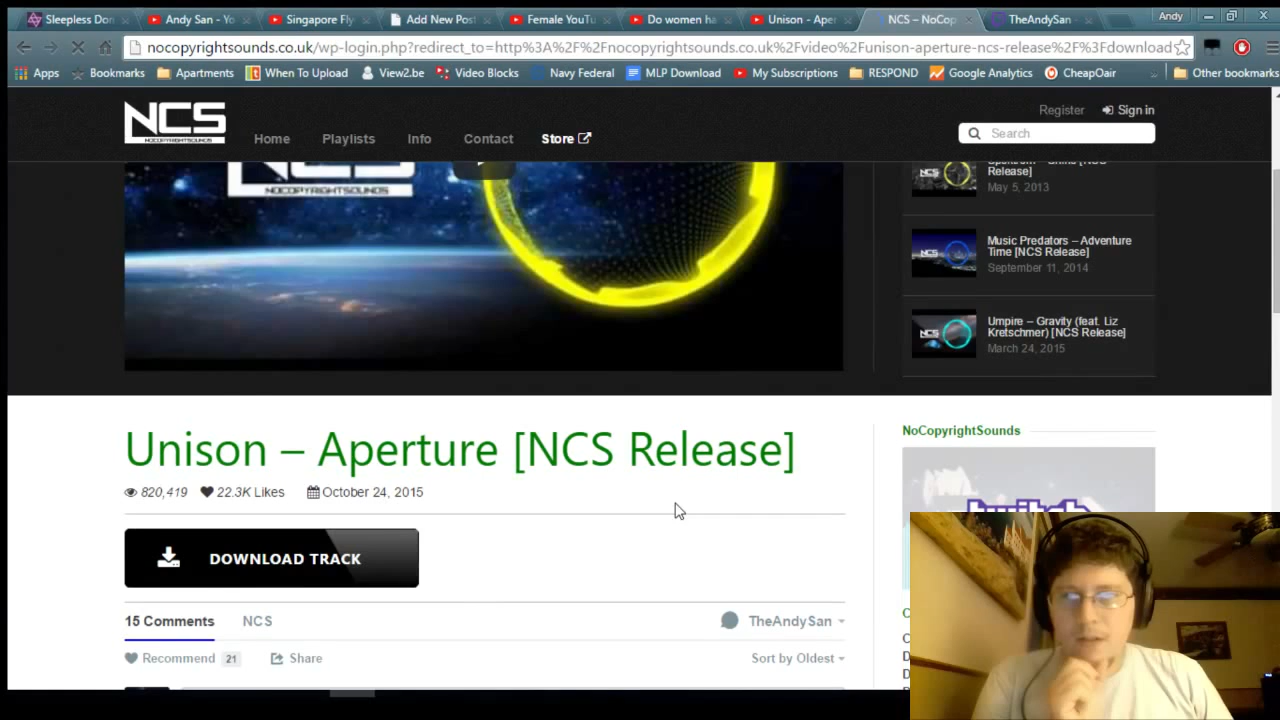 Sleepless Don
Andy San - Yo
Singapore Fly
Add New Post
Female YouTu
Do women ha
Unison - Aper
NCS – NoCop
TheAndySan
Andy
nocopyrightsounds.co.uk/wp-login.php?redirect_to=http%3A%2F%2Fnocopyrightsounds.co.uk%2Fvideo%2Funison-aperture-ncs-release%2F%3Fdownload
Apps
Bookmarks
Apartments
When To Upload
View2.be
Video Blocks
Navy Federal
MLP Download
My Subscriptions
RESPOND
Google Analytics
CheapOair
»
Other bookmarks
NCS
NOCOPYRIGHTSOUNDS
Home
Playlists
Info
Contact
Store
Register
Sign in
Search
NOCOPYRIGHTSOUNDS
Release]
May 5, 2013
Music Predators – Adventure
Time [NCS Release]
September 11, 2014
Umpire – Gravity (feat. Liz
Kretschmer) [NCS Release]
March 24, 2015
Unison – Aperture [NCS Release]
820,419
22.3K Likes
October 24, 2015
DOWNLOAD TRACK
15 Comments
NCS
TheAndySan
Recommend 21
Share
Sort by Oldest
NoCopyrightSounds
twitch